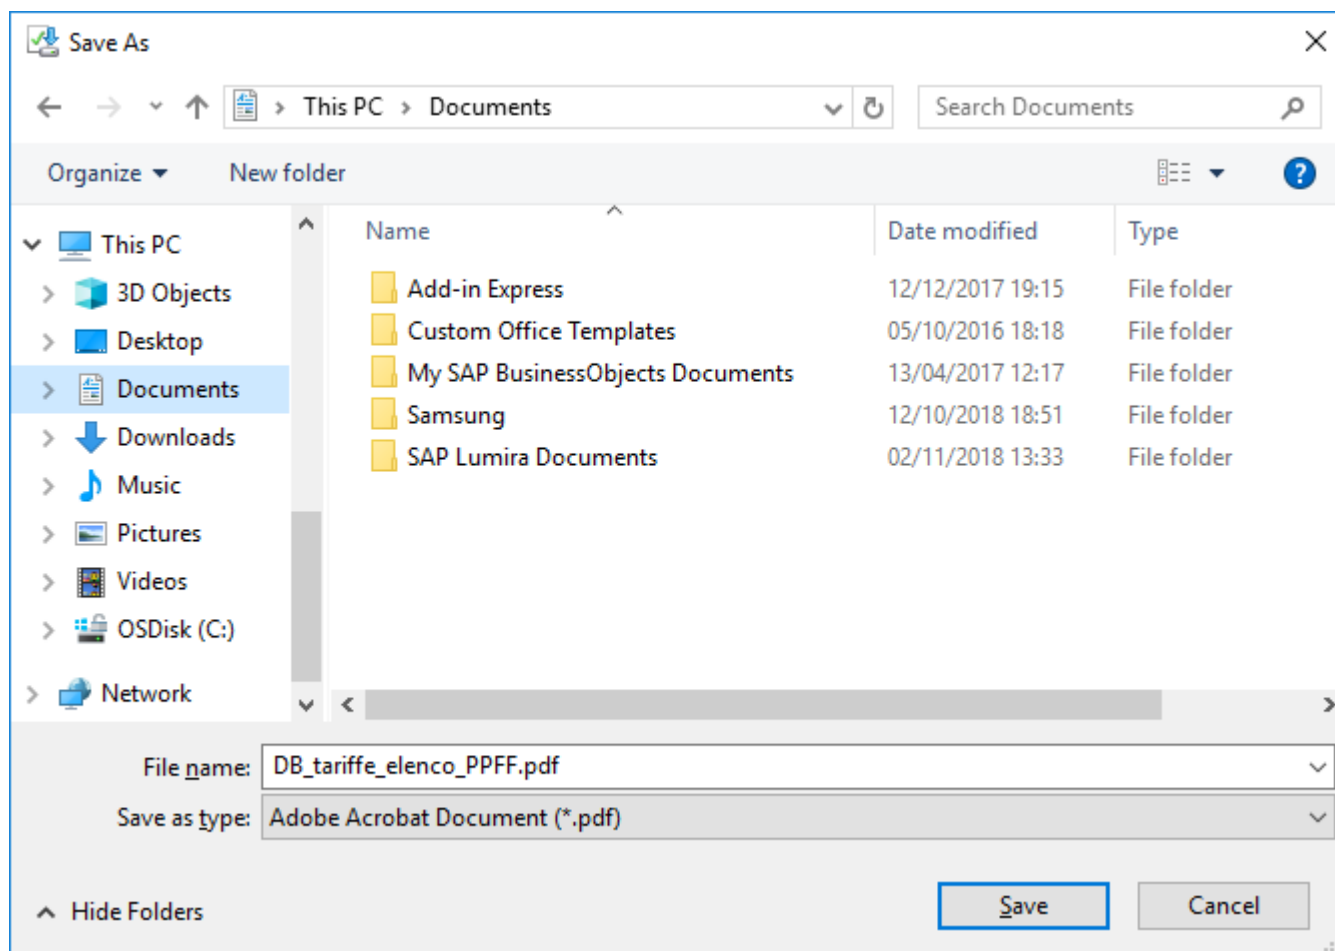 Save As
This PC > Documents
Search Documents
Organize
New folder
Name Date modified Type
This PC
3D Objects
Desktop
Documents
Downloads
Music
Pictures
Videos
OSDisk (C:)
Network
Add-in Express 12/12/2017 19:15 File folder
Custom Office Templates 05/10/2016 18:18 File folder
My SAP BusinessObjects Documents 13/04/2017 12:17 File folder
Samsung 12/10/2018 18:51 File folder
SAP Lumira Documents 02/11/2018 13:33 File folder
File name: DB_tariffe_elenco_PPFF.pdf
Save as type: Adobe Acrobat Document (*.pdf)
Hide Folders
Save
Cancel